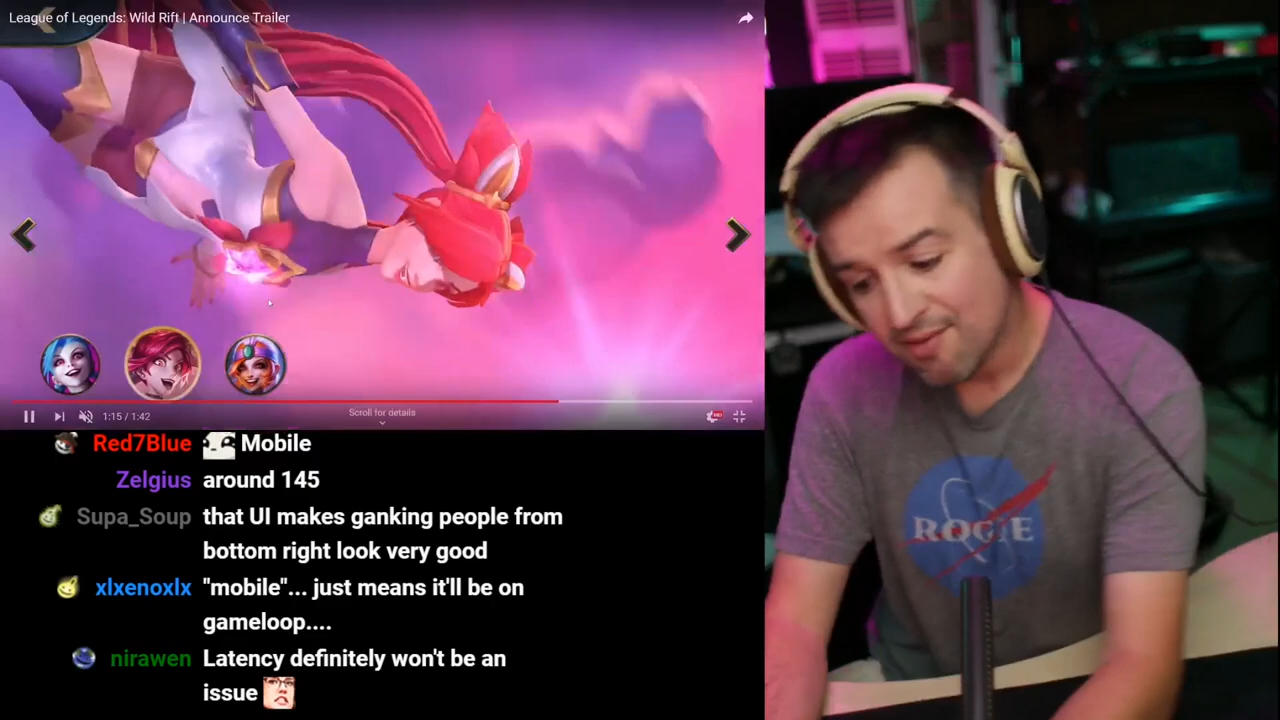 League of Legends: Wild Rift | Announce Trailer
1:15 / 1:42
Scroll for details
Red7Blue Mobile
Zelgius around 145
Supa_Soup that UI makes ganking people from
bottom right look very good
xlxenoxlx "mobile"... just means it'll be on
gameloop....
nirawen Latency definitely won't be an
issue
ROGUE